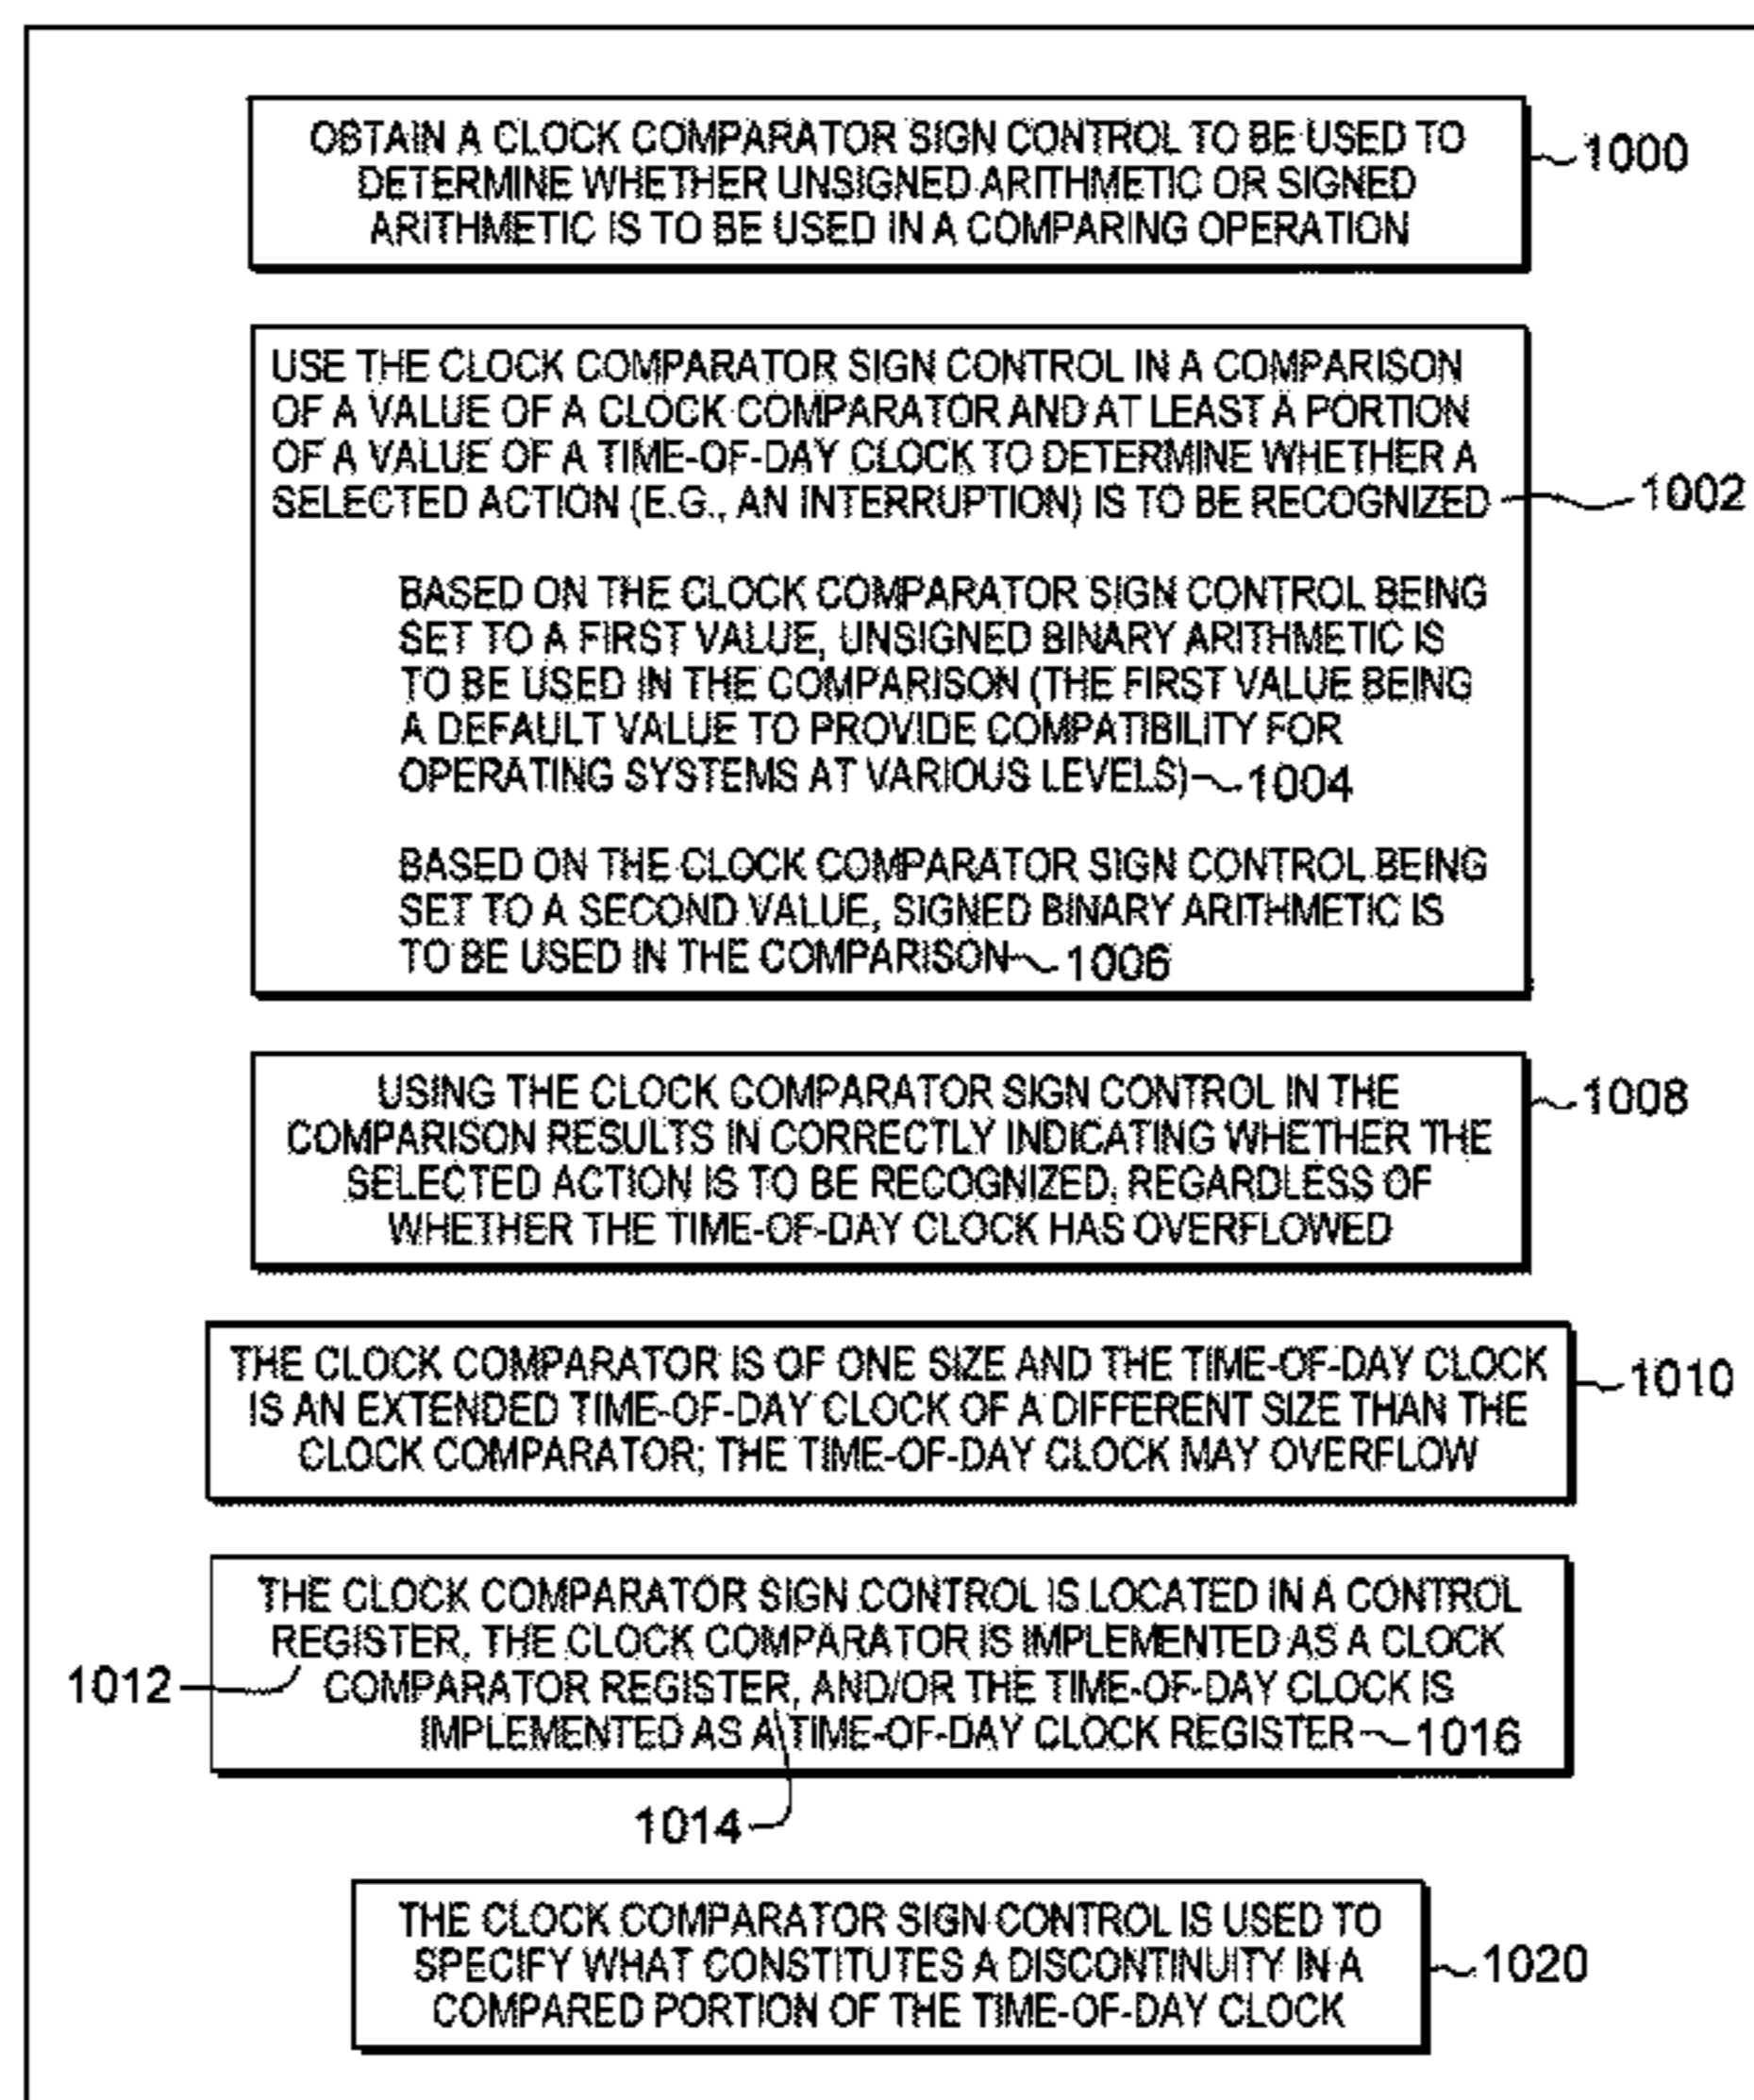 OBTAIN A CLOCK COMPARATOR SIGN CONTROL TO BE USED TO
DETERMINE WHETHER UNSIGNED ARITHMETIC OR SIGNED
ARITHMETIC IS TO BE USED IN A COMPARING OPERATION
1000
USE THE CLOCK COMPARATOR SIGN CONTROL IN A COMPARISON
OF A VALUE OF A CLOCK COMPARATOR AND AT LEAST A PORTION
OF A VALUE OF A TIME-OF-DAY CLOCK TO DETERMINE WHETHER A
SELECTED ACTION (E.G., AN INTERRUPTION) IS TO BE RECOGNIZED
1002
BASED ON THE CLOCK COMPARATOR SIGN CONTROL BEING
SET TO A FIRST VALUE, UNSIGNED BINARY ARITHMETIC IS
TO BE USED IN THE COMPARISON (THE FIRST VALUE BEING
A DEFAULT VALUE TO PROVIDE COMPATIBILITY FOR
OPERATING SYSTEMS AT VARIOUS LEVELS) 1004
BASED ON THE CLOCK COMPARATOR SIGN CONTROL BEING
SET TO A SECOND VALUE, SIGNED BINARY ARITHMETIC IS
TO BE USED IN THE COMPARISON 1006
USING THE CLOCK COMPARATOR SIGN CONTROL IN THE
COMPARISON RESULTS IN CORRECTLY INDICATING WHETHER THE
SELECTED ACTION IS TO BE RECOGNIZED, REGARDLESS OF
WHETHER THE TIME-OF-DAY CLOCK HAS OVERFLOWED
1008
THE CLOCK COMPARATOR IS OF ONE SIZE AND THE TIME-OF-DAY CLOCK
IS AN EXTENDED TIME-OF-DAY CLOCK OF A DIFFERENT SIZE THAN THE
CLOCK COMPARATOR; THE TIME-OF-DAY CLOCK MAY OVERFLOW
1010
THE CLOCK COMPARATOR SIGN CONTROL IS LOCATED IN A CONTROL
REGISTER, THE CLOCK COMPARATOR IS IMPLEMENTED AS A CLOCK
COMPARATOR REGISTER, AND/OR THE TIME-OF-DAY CLOCK IS
IMPLEMENTED AS A TIME-OF-DAY CLOCK REGISTER 1016
1012
1014
THE CLOCK COMPARATOR SIGN CONTROL IS USED TO
SPECIFY WHAT CONSTITUTES A DISCONTINUITY IN A
COMPARED PORTION OF THE TIME-OF-DAY CLOCK
1020